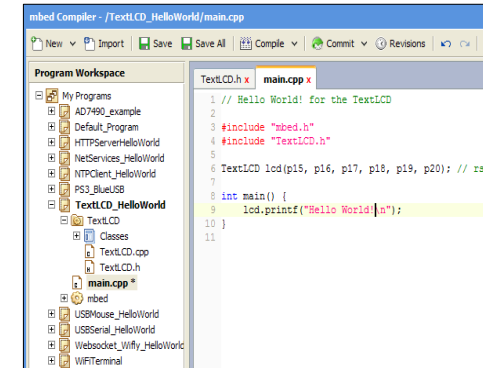 mbed Compiler - /TextLCD_HelloWorld/main.cpp
New Import Save Save All Compile Commit Revisions
Program Workspace
TextLCD.h x main.cpp x
My Programs
AD7490_example
Default_Program
HTTPServerHelloWorld
NetServices_HelloWorld
NTPClient_HelloWorld
PS3_BlueUSB
TextLCD_HelloWorld
TextLCD
Classes
TextLCD.cpp
TextLCD.h
main.cpp *
mbed
USBMouse_HelloWorld
USBSerial_HelloWorld
Websocket_Wifly_HelloWorld
WiFiTerminal
1 // Hello World! for the TextLCD
2
3 #include "mbed.h"
4 #include "TextLCD.h"
5
6 TextLCD lcd(p15, p16, p17, p18, p19, p20); // rs
7
8 int main() {
9 lcd.printf("Hello World!\n");
10 }
11